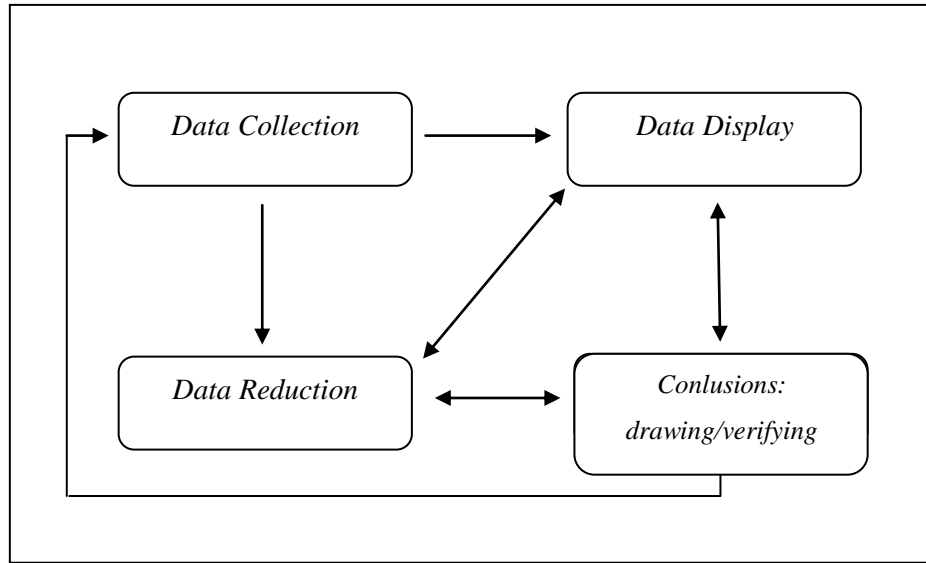 Data Collection
Data Display
Data Reduction
Conlusions:
drawing/verifying